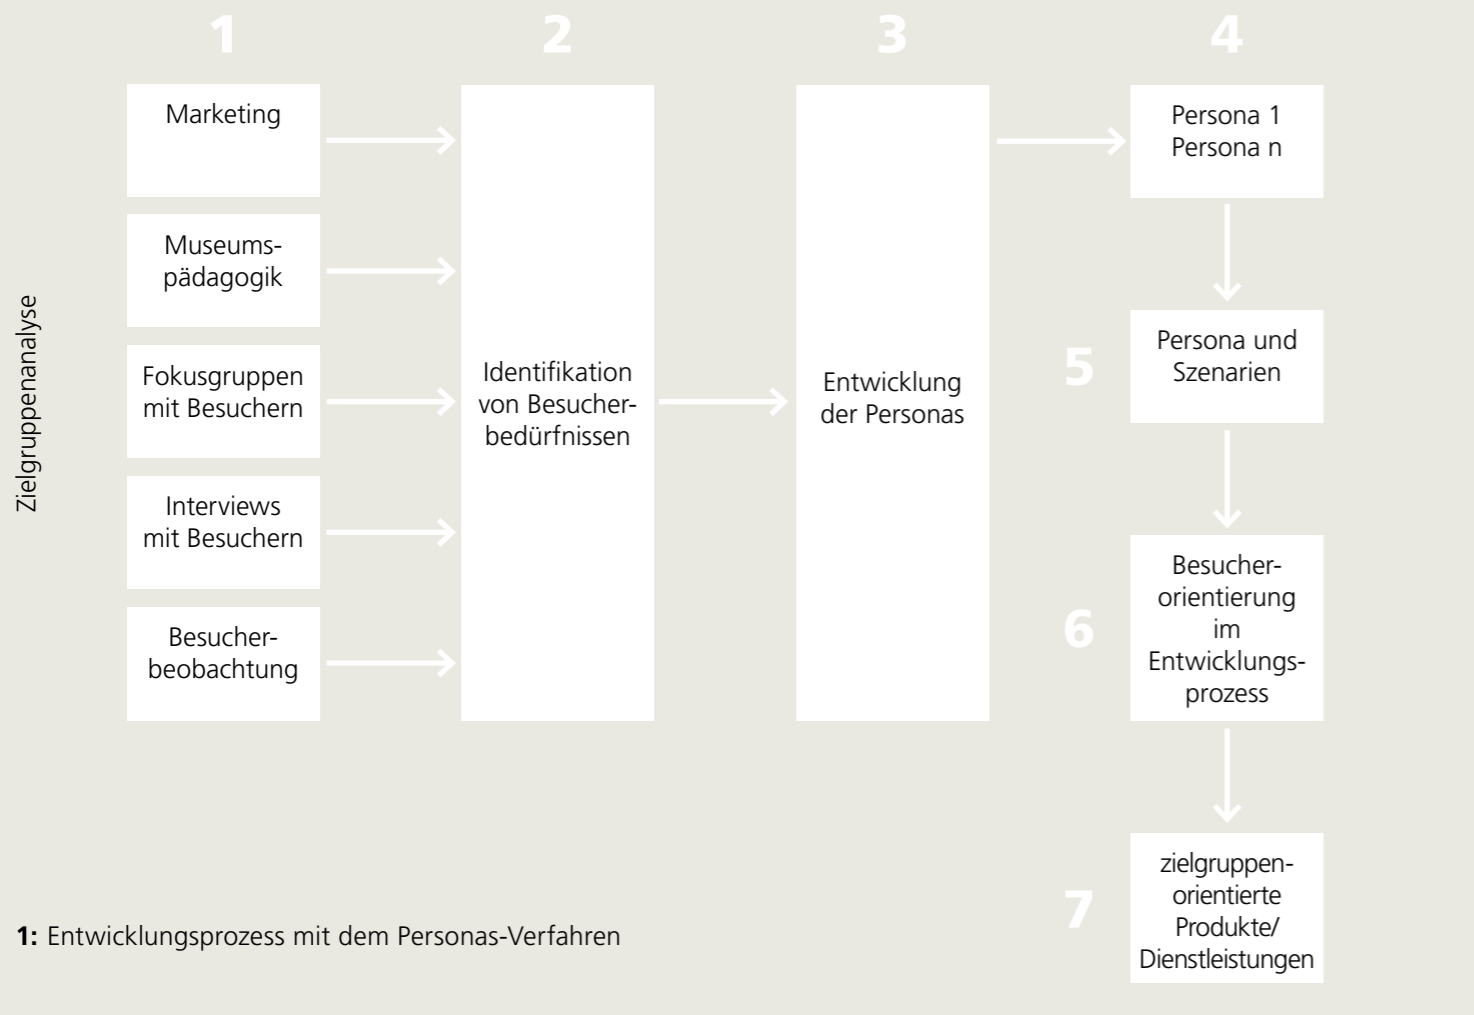 1
2
3
4
Zielgruppenanalyse
Marketing
Museums-
pädagogik
Fokusgruppen
mit Besuchern
Interviews
mit Besuchern
Besucher-
beobachtung
Identifikation
von Besucher-
bedürfnissen
Entwicklung
der Personas
Persona 1
Persona n
5
Persona und
Szenarien
6
Besucher-
orientierung
im
Entwicklungs-
prozess
7
zielgruppen-
orientierte
Produkte/
Dienstleistungen
1: Entwicklungsprozess mit dem Personas-Verfahren